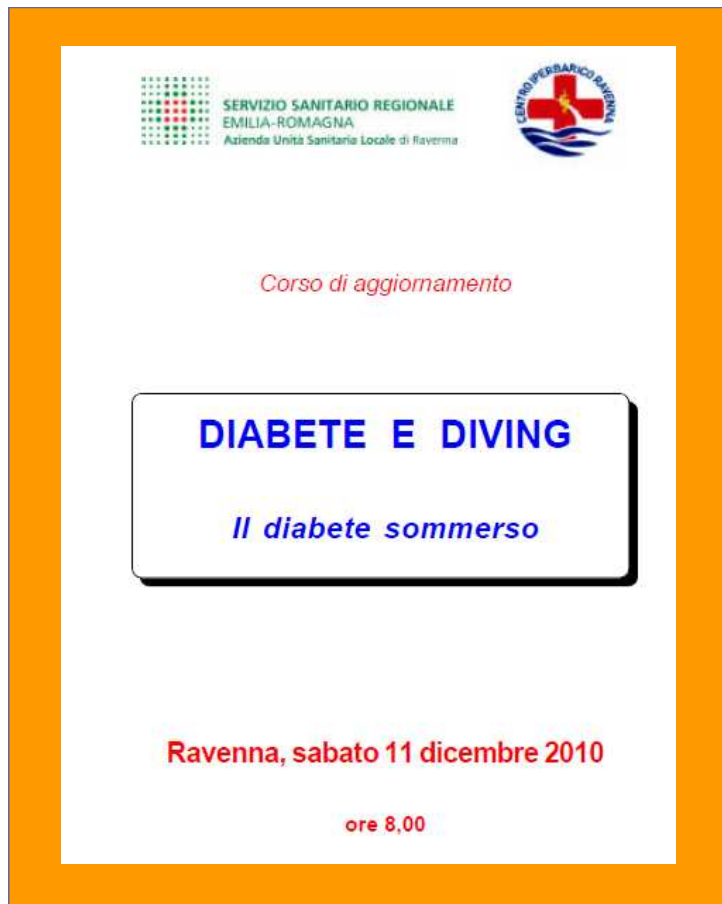 SERVIZIO SANITARIO REGIONALE
EMILIA-ROMAGNA
Azienda Unità Sanitaria Locale di Ravenna
CENTRO IPERBARICO RAVENNA
Corso di aggiornamento
DIABETE E DIVING
Il diabete sommerso
Ravenna, sabato 11 dicembre 2010
ore 8,00